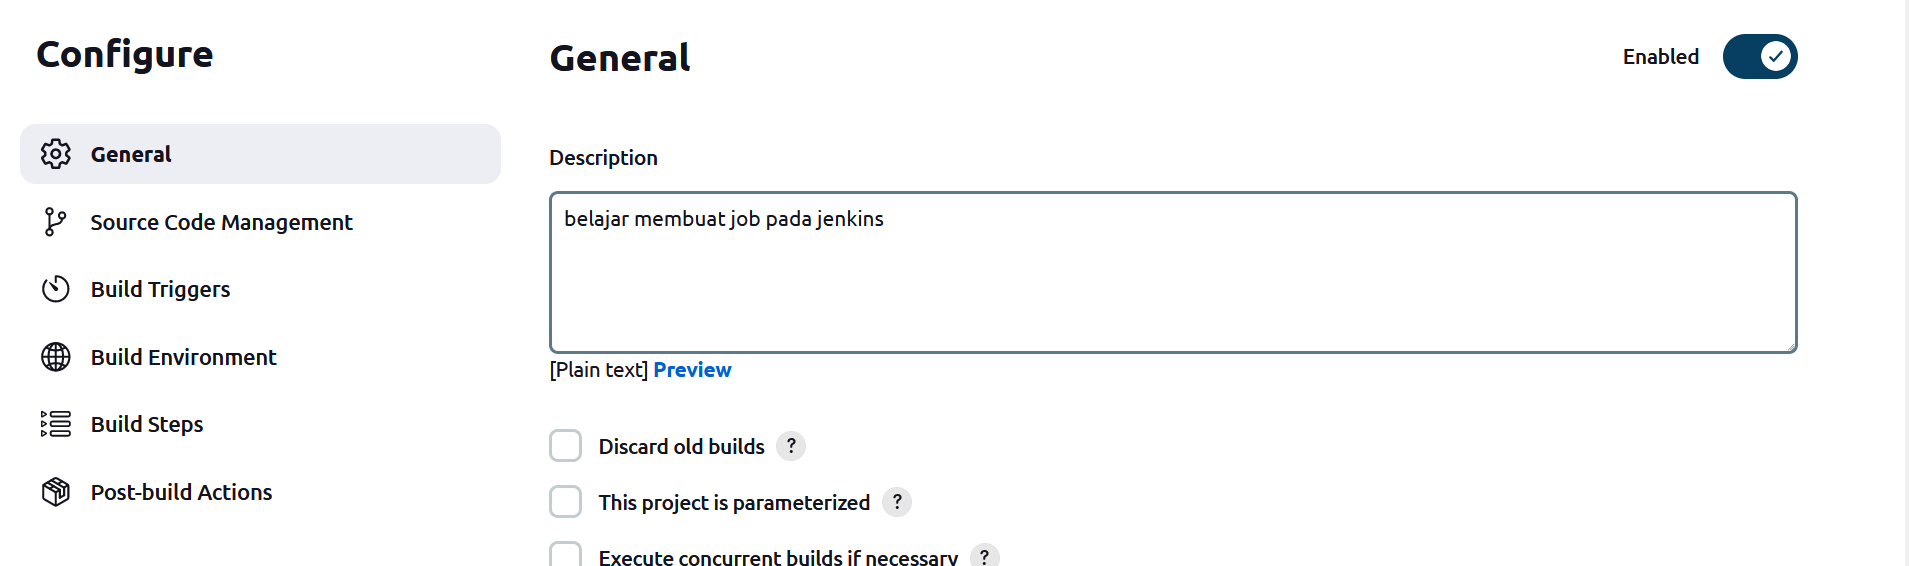 Configure
General
Source Code Management
Build Triggers
Build Environment
Build Steps
Post-build Actions
General
Enabled
Description
belajar membuat job pada jenkins
[Plain text] Preview
Discard old builds ?
This project is parameterized ?
Execute concurrent builds if necessary ?